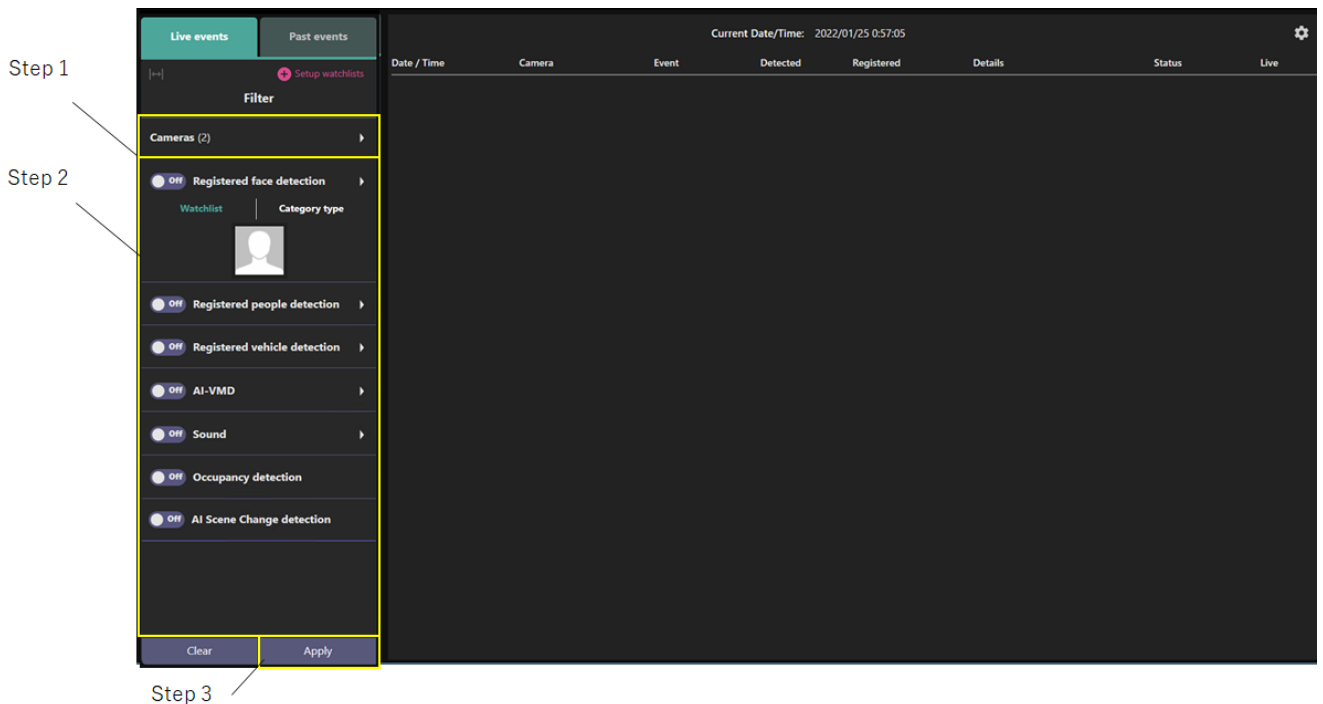 Live events Past events
Current Date/Time: 2022/01/25 0:57:05
Step 1
Setup watchlists
Date / Time Camera Event Detected Registered Details Status Live
Filter
Cameras (2)
Step 2
Off Registered face detection
Watchlist Category type
Off Registered people detection
Off Registered vehicle detection
Off AI-VMD
Off Sound
Off Occupancy detection
Off AI Scene Change detection
Clear Apply
Step 3